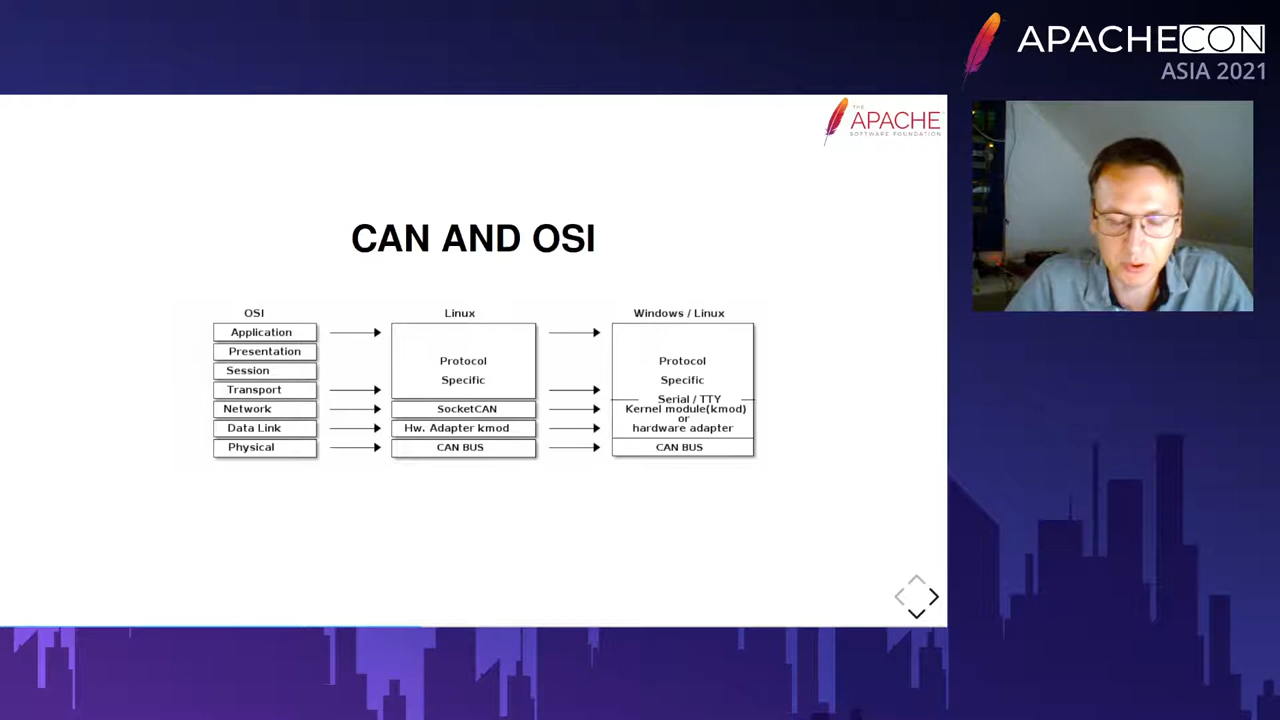 APACHECON
ASIA 2021
THE
APACHE
SOFTWARE FOUNDATION
CAN AND OSI
OSI
Linux
Windows / Linux
Application
Presentation
Session
Transport
Network
Data Link
Physical
Protocol
Specific
SocketCAN
Hw. Adapter kmod
CAN BUS
Protocol
Specific
Serial / TTY
Kernel module(kmod)
or
hardware adapter
CAN BUS